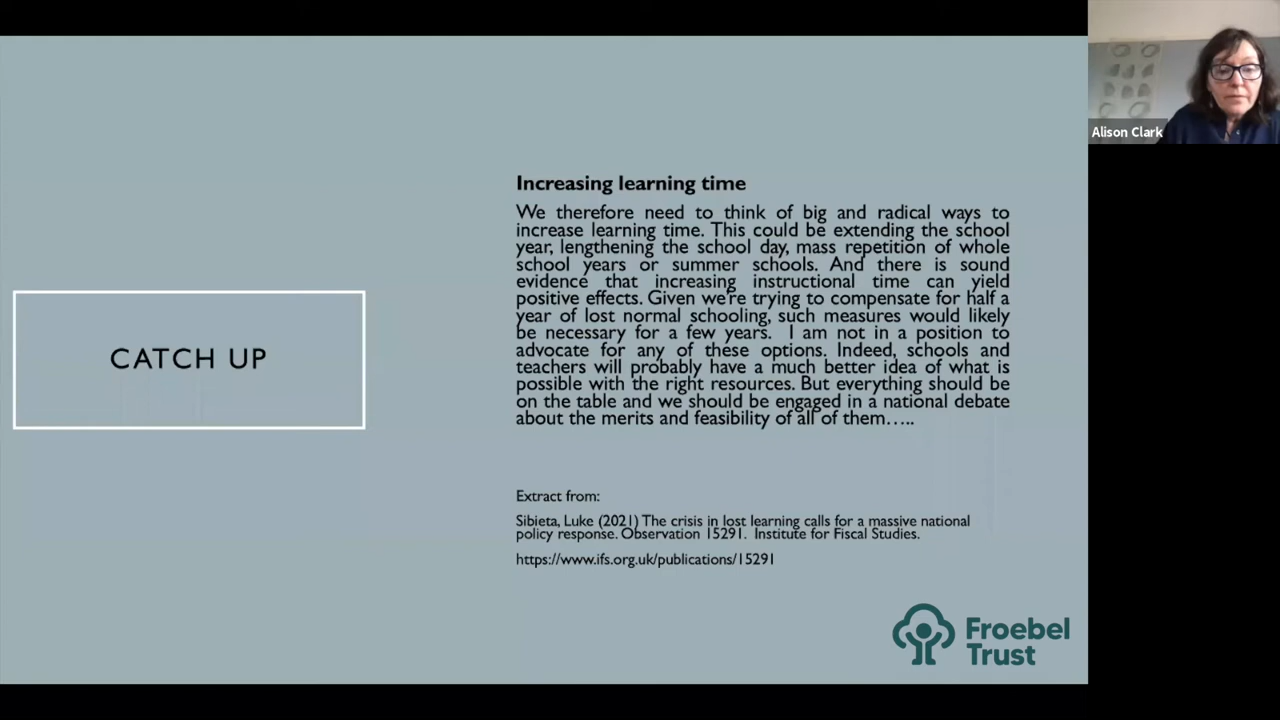 Alison Clark
CATCH UP
Increasing learning time
We therefore need to think of big and radical ways to
increase learning time. This could be extending the school
year, lengthening the school day, mass repetition of whole
school years or summer schools. And there is sound
evidence that increasing instructional time can yield
positive effects. Given we're trying to compensate for half a
year of lost normal schooling, such measures would likely
be necessary for a few years. I am not in a position to
advocate for any of these options. Indeed, schools and
teachers will probably have a much better idea of what is
possible with the right resources. But everything should be
on the table and we should be engaged in a national debate
about the merits and feasibility of all of them…..
Extract from:
Sibieta, Luke (2021) The crisis in lost learning calls for a massive national
policy response. Observation 15291. Institute for Fiscal Studies.
https://www.ifs.org.uk/publications/15291
Froebel
Trust